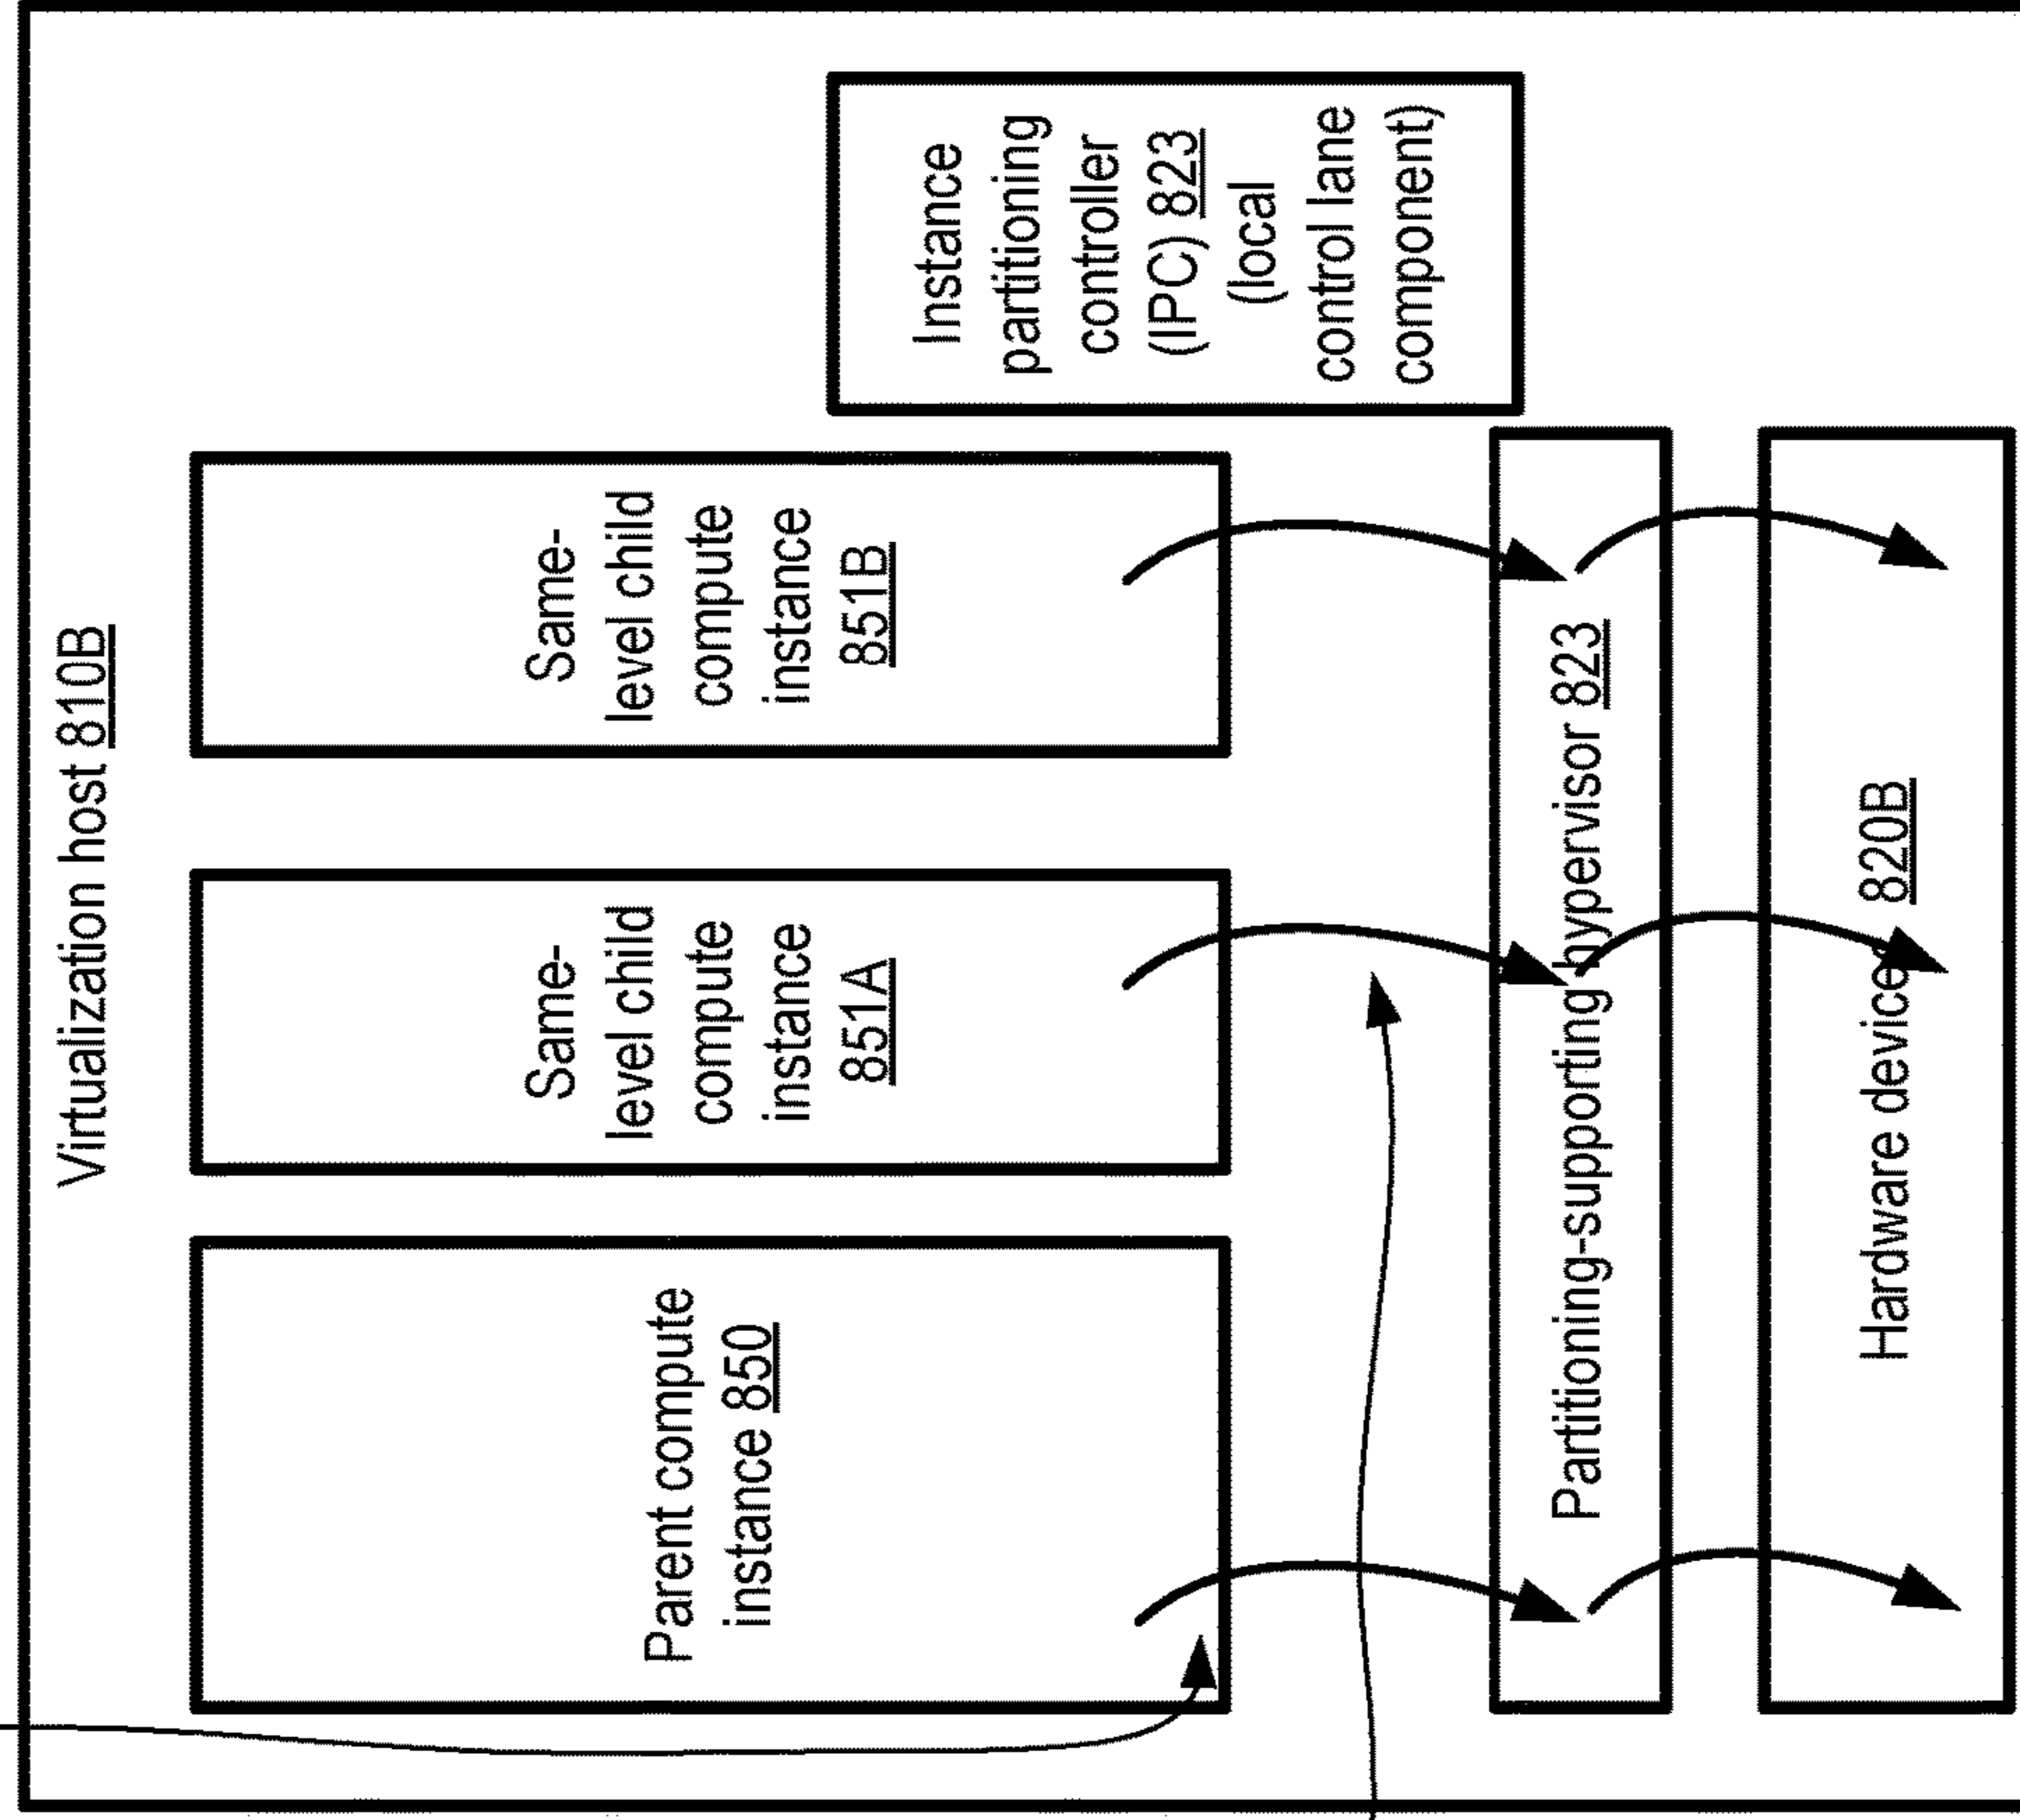 Virtualization host 810B
Parent compute
instance 850
Same-
level child
compute
instance
851A
Same-
level child
compute
instance
851B
Instance
partitioning
controller
(IPC) 823
(local
control lane
component)
Partitioning-supporting hypervisor 823
Hardware devices 820B